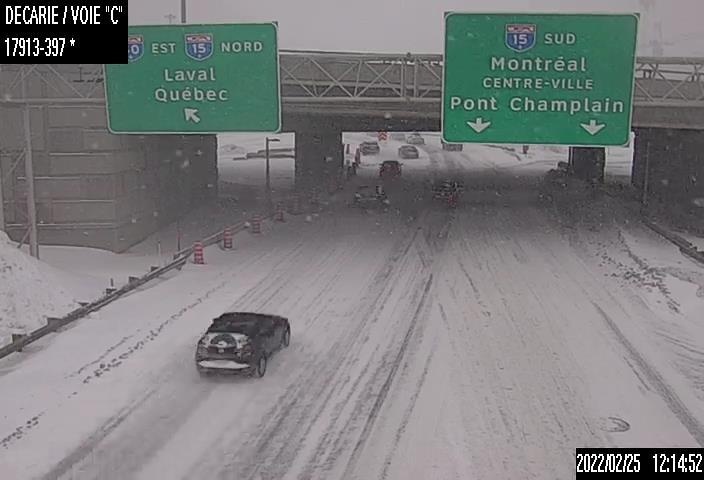 DECARIE / VOIE "C"
17913-397 *
EST 15 NORD
Laval
Québec
15 SUD
Montréal
CENTRE-VILLE
Pont Champlain
2022/02/25 12:14:52